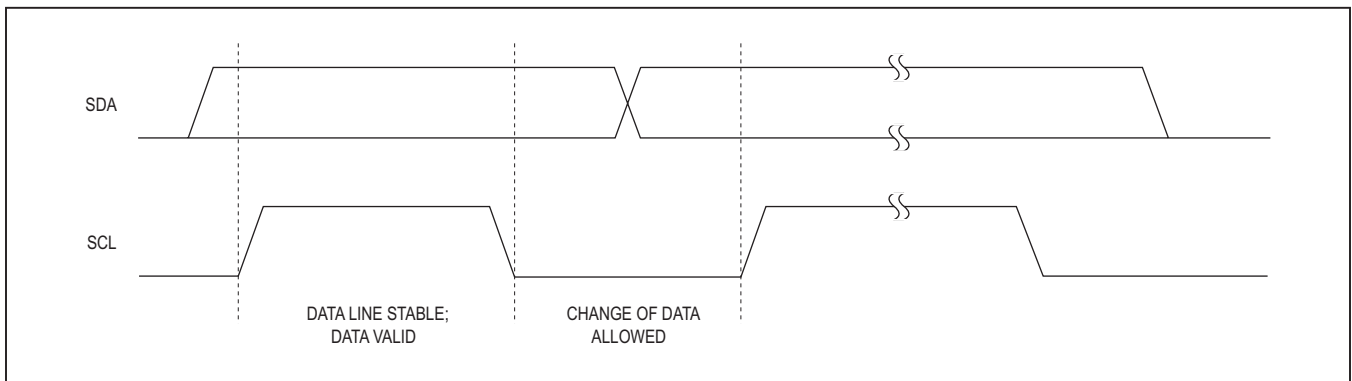 SDA
SCL
DATA LINE STABLE;
DATA VALID
CHANGE OF DATA
ALLOWED